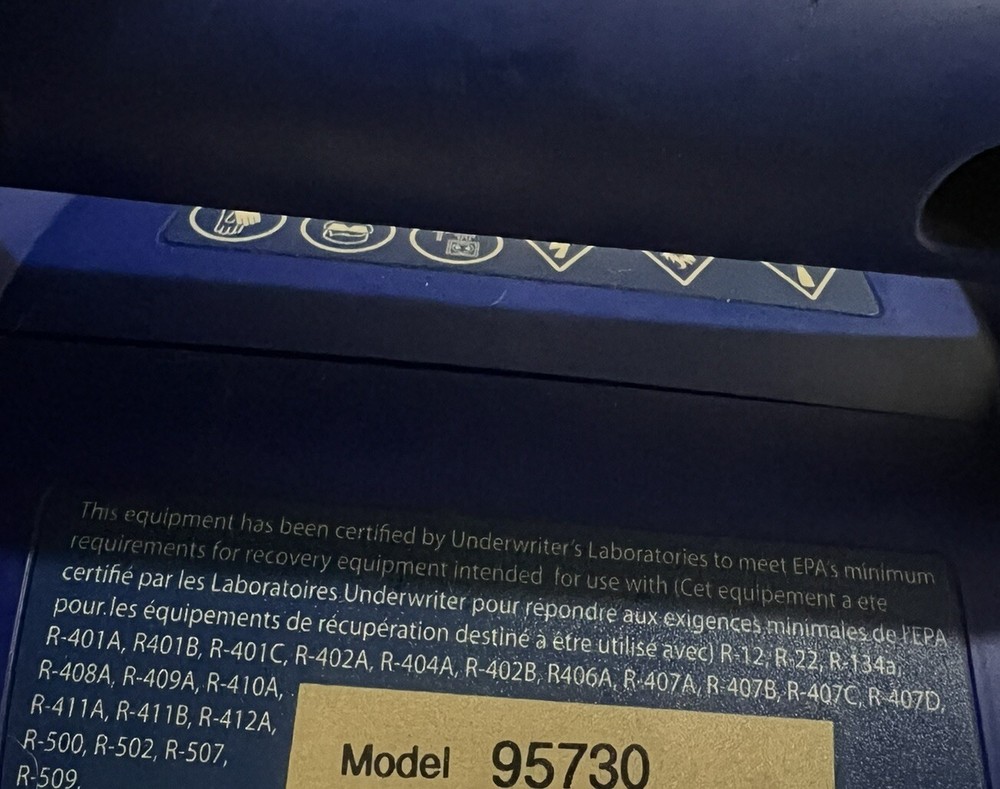 This equipment has been certified by Underwriter's Laboratories to meet EPA's minimum
requirements for recovery equipment intended for use with (Cet equipement a ete
certifié par les Laboratoires Underwriter pour répondre aux exigences minimales de l'EPA
pour les équipements de récupération destiné à être utilisé avec) R-12, R-22, R-134a,
R-401A, R401B, R-401C, R-402A, R-404A, R-402B, R406A, R-407A, R-407B, R-407C, R-407D,
R-408A, R-409A, R-410A,
R-411A, R-411B, R-412A,
R-500, R-502, R-507,
R-509.
Model 95730